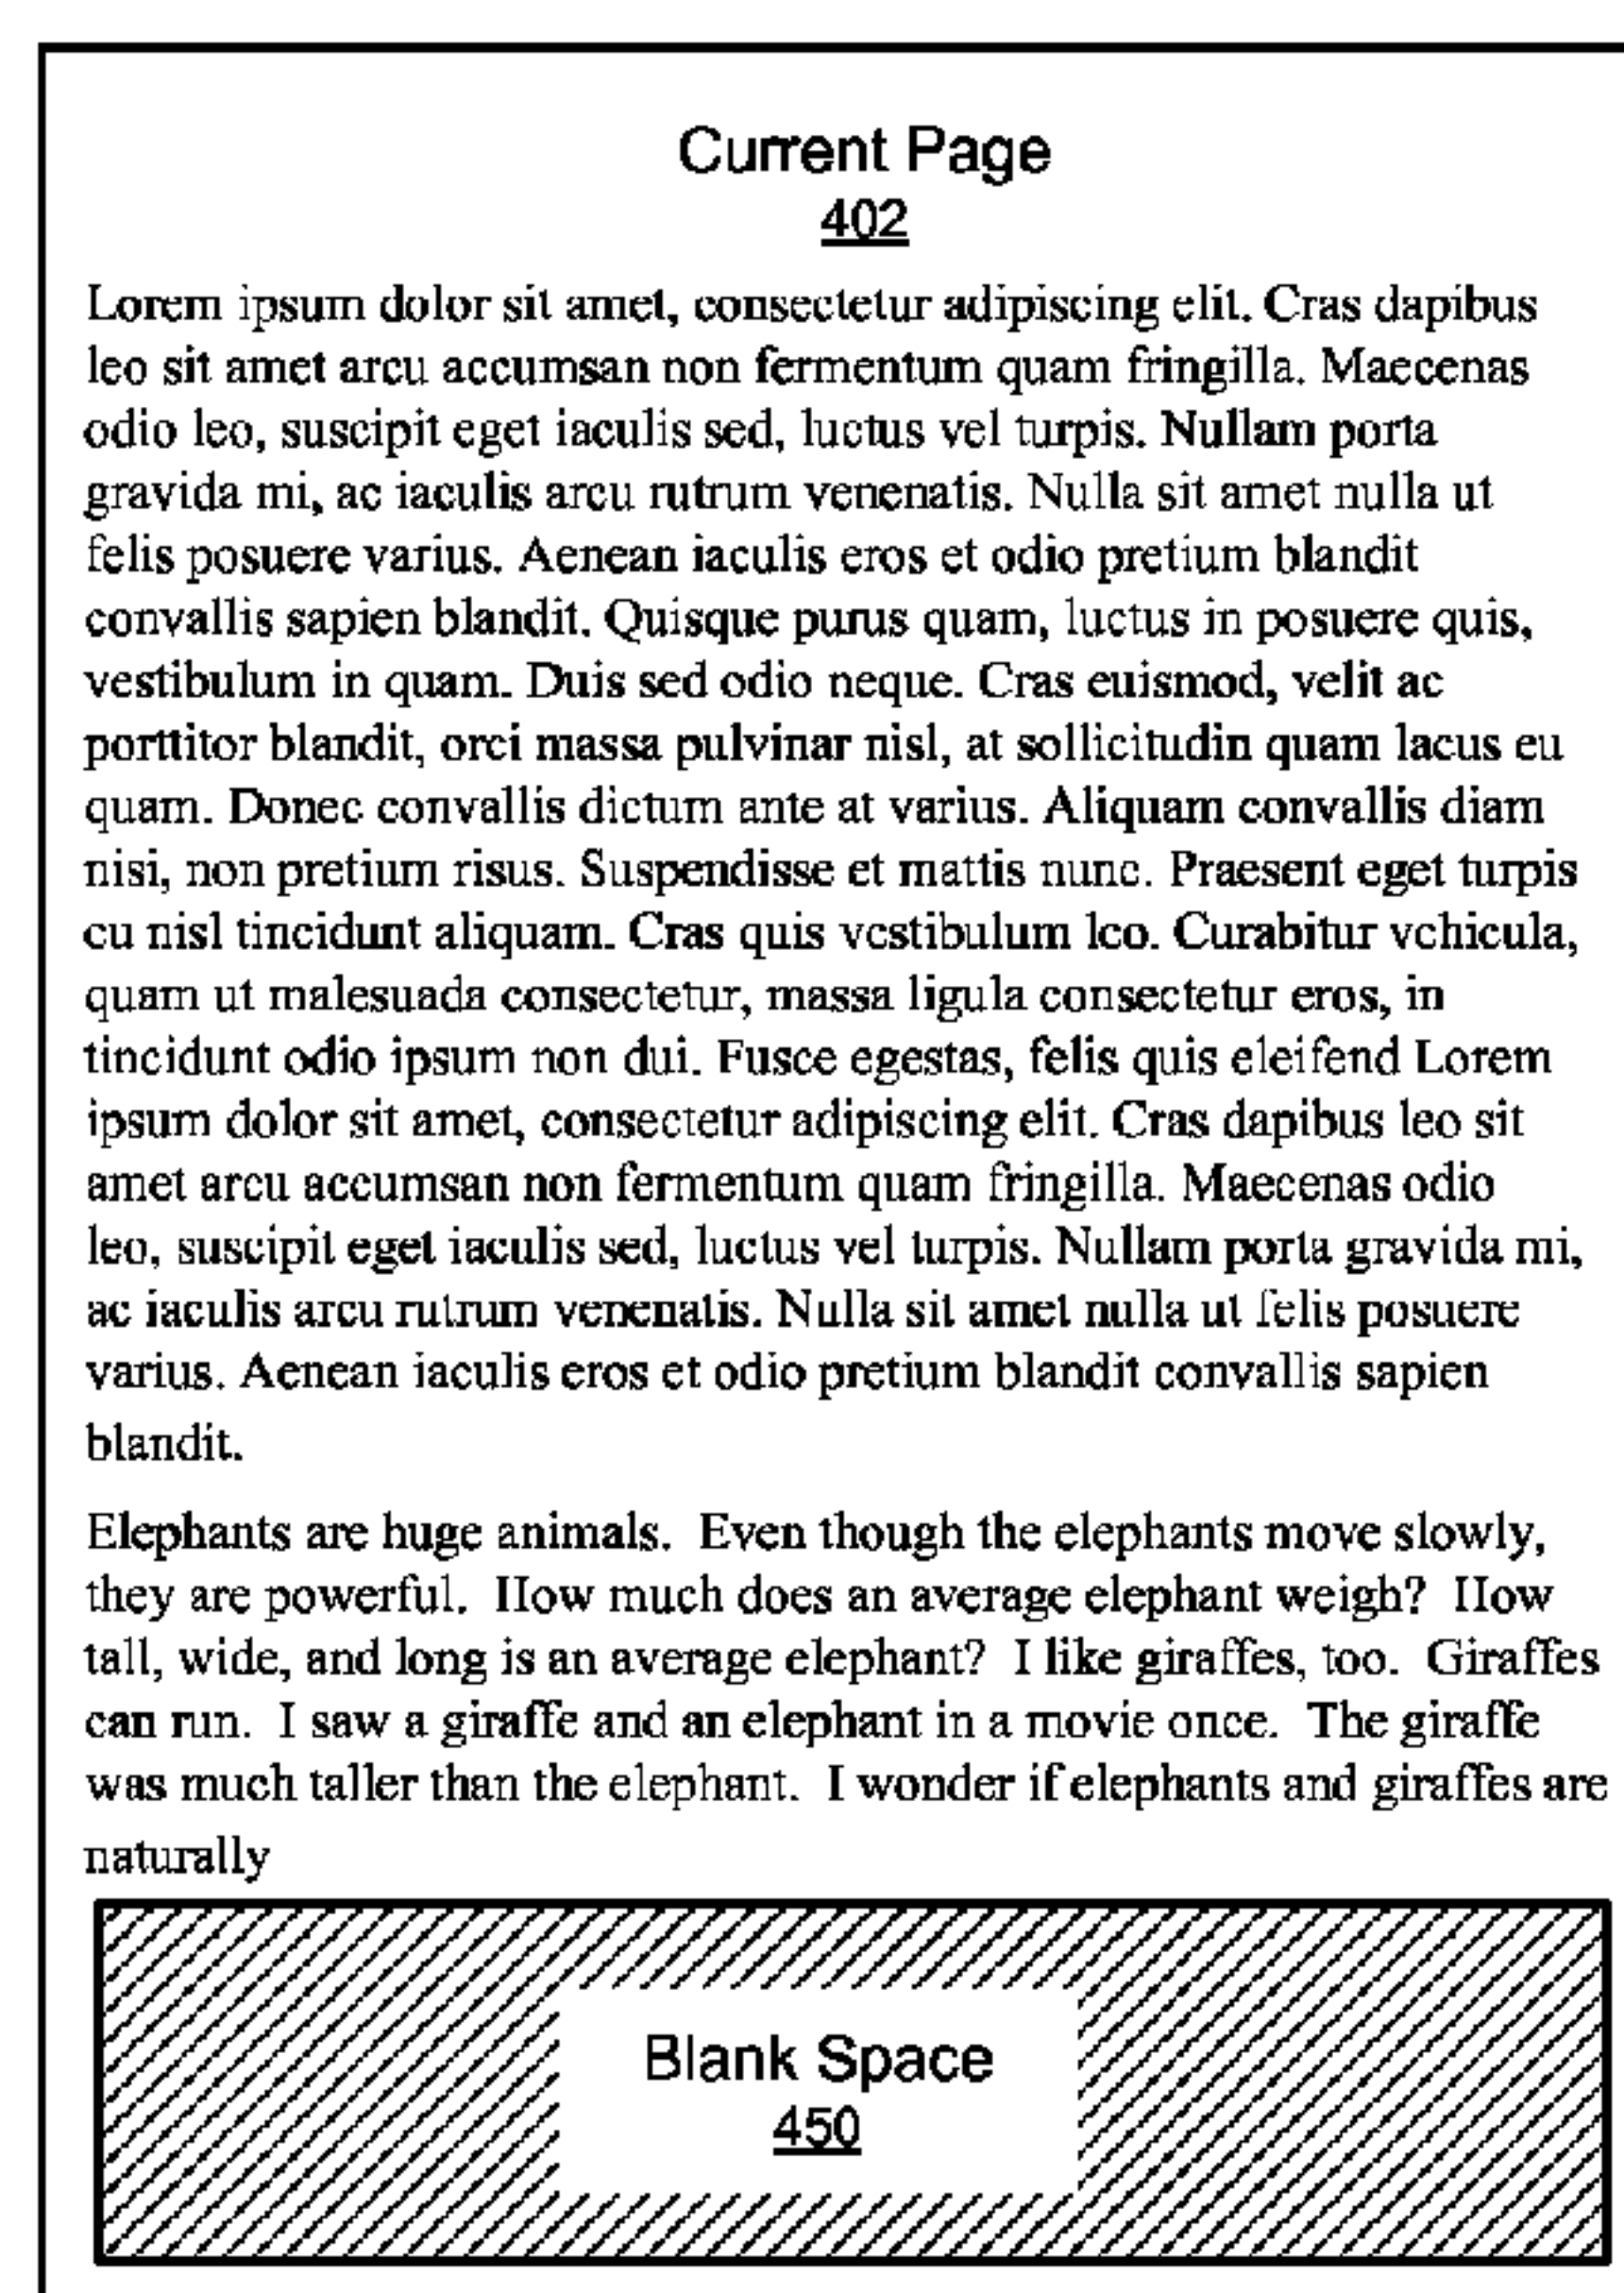 Current Page
402
Lorem ipsum dolor sit amet, consectetur adipiscing elit. Cras dapibus
leo sit amet arcu accumsan non fermentum quam fringilla. Maecenas
odio leo, suscipit eget iaculis sed, luctus vel turpis. Nullam porta
gravida mi, ac iaculis arcu rutrum venenatis. Nulla sit amet nulla ut
felis posuere varius. Aenean iaculis eros et odio pretium blandit
convallis sapien blandit. Quisque purus quam, luctus in posuere quis,
vestibulum in quam. Duis sed odio neque. Cras euismod, velit ac
porttitor blandit, orci massa pulvinar nisl, at sollicitudin quam lacus eu
quam. Donec convallis dictum ante at varius. Aliquam convallis diam
nisi, non pretium risus. Suspendisse et mattis nunc. Praesent eget turpis
eu nisl tincidunt aliquam. Cras quis vestibulum leo. Curabitur vehicula,
quam ut malesuada consectetur, massa ligula consectetur eros, in
tincidunt odio ipsum non dui. Fusce egestas, felis quis eleifend Lorem
ipsum dolor sit amet, consectetur adipiscing elit. Cras dapibus leo sit
amet arcu accumsan non fermentum quam fringilla. Maecenas odio
leo, suscipit eget iaculis sed, luctus vel turpis. Nullam porta gravida mi,
ac iaculis arcu rutrum venenatis. Nulla sit amet nulla ut felis posuere
varius. Aenean iaculis eros et odio pretium blandit convallis sapien
blandit.
Elephants are huge animals.  Even though the elephants move slowly,
they are powerful.  How much does an average elephant weigh?  How
tall, wide, and long is an average elephant?  I like giraffes, too.  Giraffes
can run.  I saw a giraffe and an elephant in a movie once.  The giraffe
was much taller than the elephant.  I wonder if elephants and giraffes are
naturally
Blank Space
450